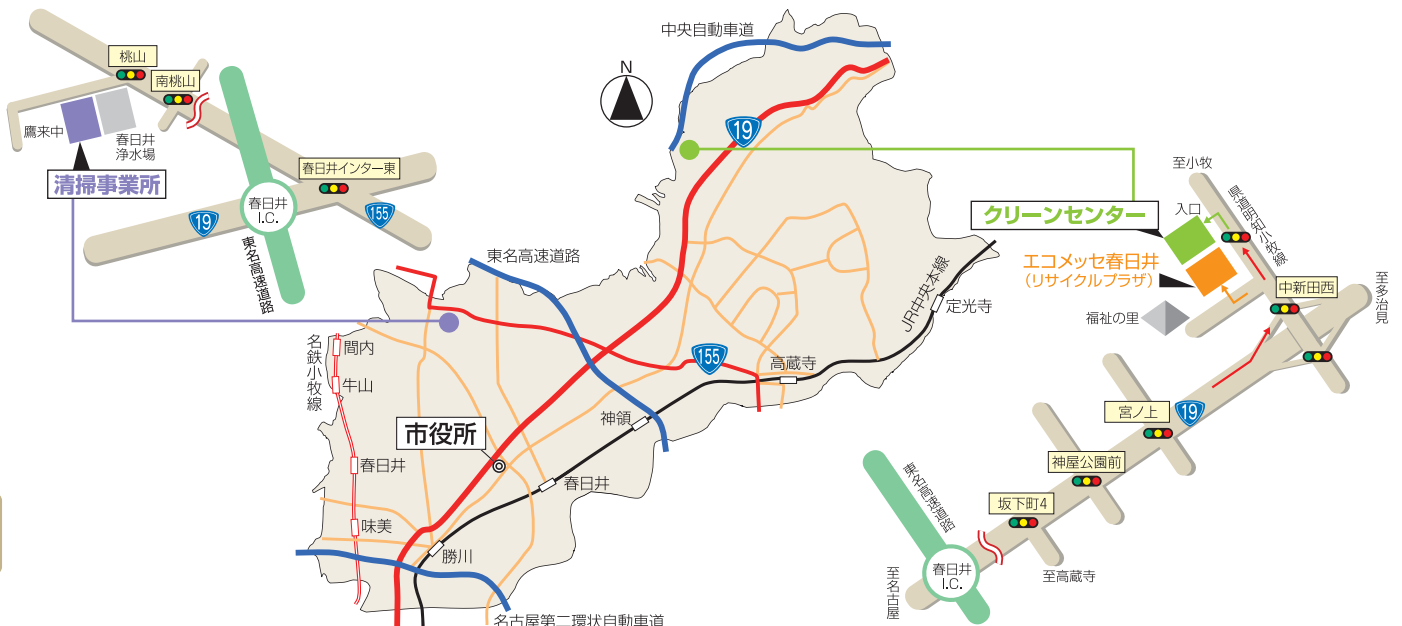 桃山
南桃山
鷹来中
春日井
浄水場
清掃事業所
春日井インター東
19
155
春日井
I.C.
東名高速道路
N
中央自動車道
19
東名高速道路
155
名鉄小牧線
間内
牛山
春日井
味美
市役所
勝川
春日井
神領
高蔵寺
定光寺
JR中央本線
名古屋第二環状自動車道
クリーンセンター
エコメッセ春日井
(リサイクルプラザ)
福祉の里
至小牧
入口
県道明知小牧線
中新田西
至多治見
宮ノ上
19
神屋公園前
坂下町4
東名高速道路
春日井
I.C.
至名古屋
至高蔵寺